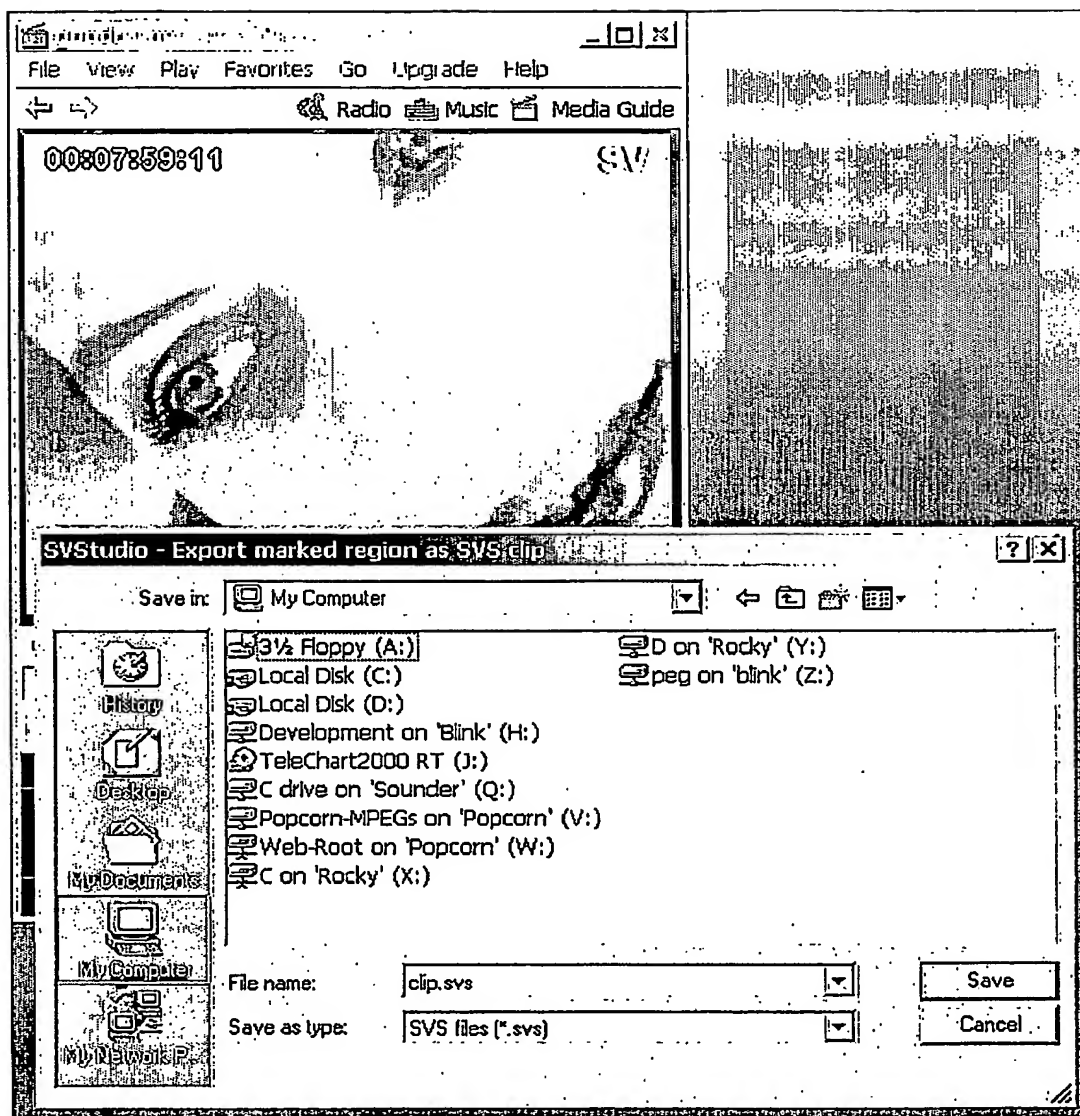 File View Play Favorites Go Upgrade Help
Radio Music Media Guide
00:07:59:11
SV
SVStudio - Export marked region as SVS clip
Save in: My Computer
History
Desktop
My Documents
My Computer
My Network P...
3½ Floppy (A:)
Local Disk (C:)
Local Disk (D:)
Development on 'Blink' (H:)
TeleChart2000 RT (J:)
C drive on 'Sounder' (Q:)
Popcorn-MPEGs on 'Popcorn' (V:)
Web-Root on 'Popcorn' (W:)
C on 'Rocky' (X:)
D on 'Rocky' (Y:)
peg on 'blink' (Z:)
File name: clip.svs
Save
Save as type: SVS files (*.svs)
Cancel